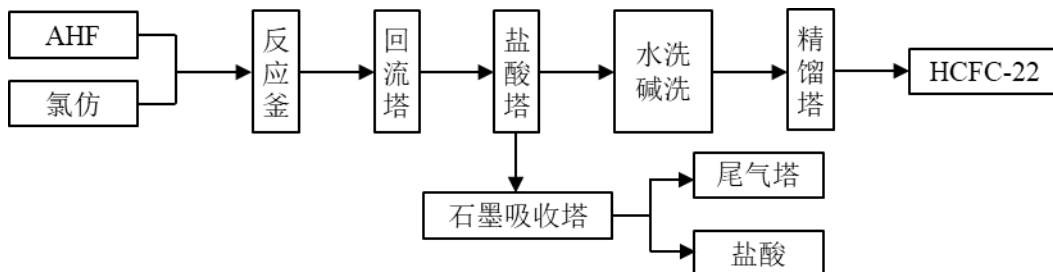 AHF
氯仿
反应釜
回流塔
盐酸塔
水洗
碱洗
精馏塔
HCFC-22
石墨吸收塔
尾气塔
盐酸